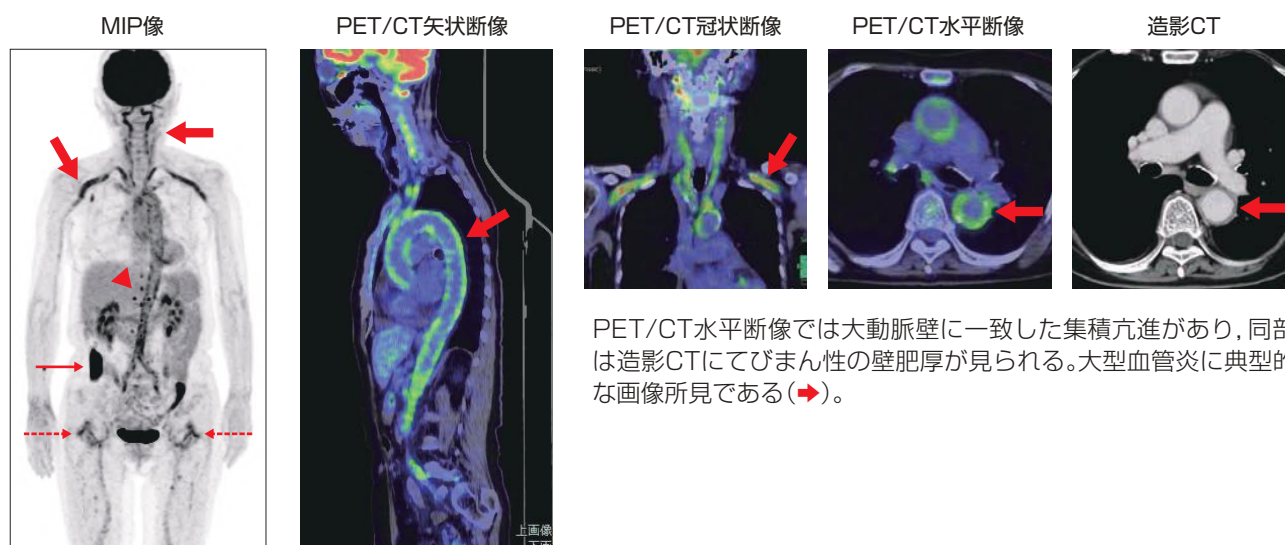 MIP像
PET/CT矢状断像
PET/CT冠状断像
PET/CT水平断像
造影CT
上画像
PET/CT水平断像では大動脈壁に一致した集積亢進があり,同部
は造影CTにてびまん性の壁肥厚が見られる。大型血管炎に典型的
な画像所見である(➡)。